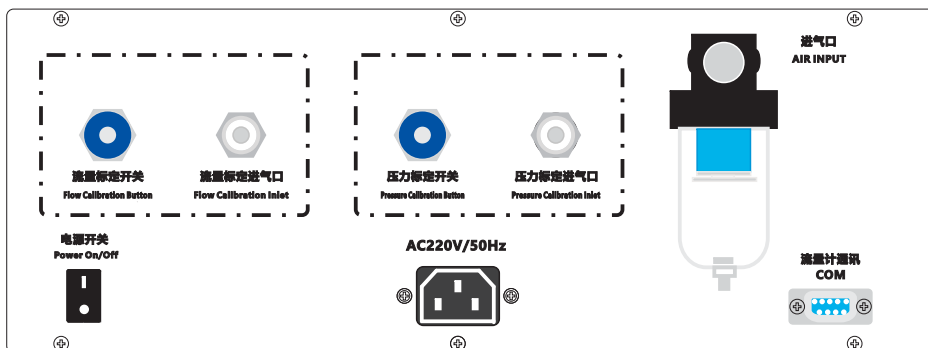 进气口
AIR INPUT
流量标定开关
Flow Calibration Button
流量标定进气口
Flow Calibration Inlet
压力标定开关
Pressure Calibration Button
压力标定进气口
Pressure Calibration Inlet
电源开关
Power On/Off
AC220V/50Hz
流量计通讯
COM